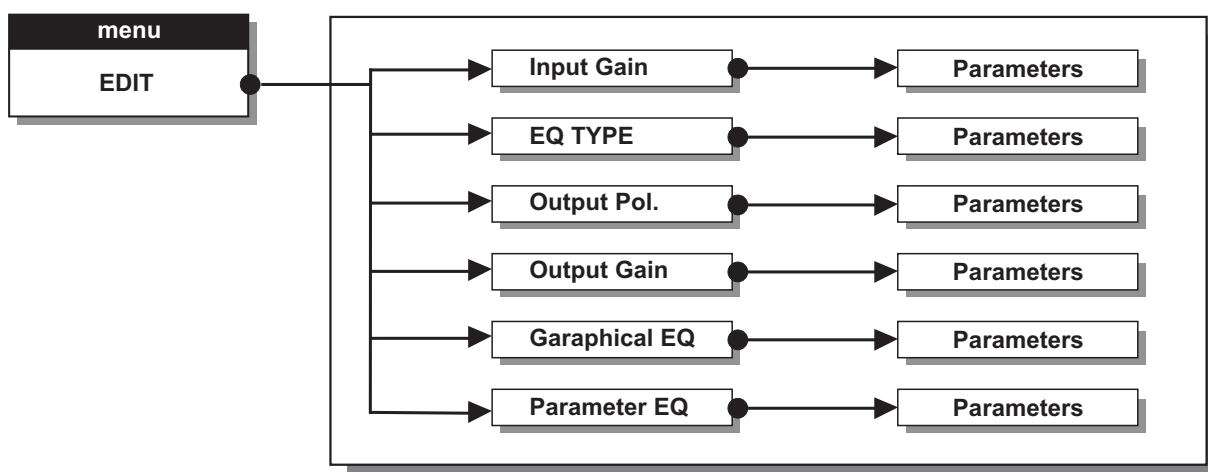 menu
EDIT
Input Gain
Parameters
EQ TYPE
Parameters
Output Pol.
Parameters
Output Gain
Parameters
Garaphical EQ
Parameters
Parameter EQ
Parameters